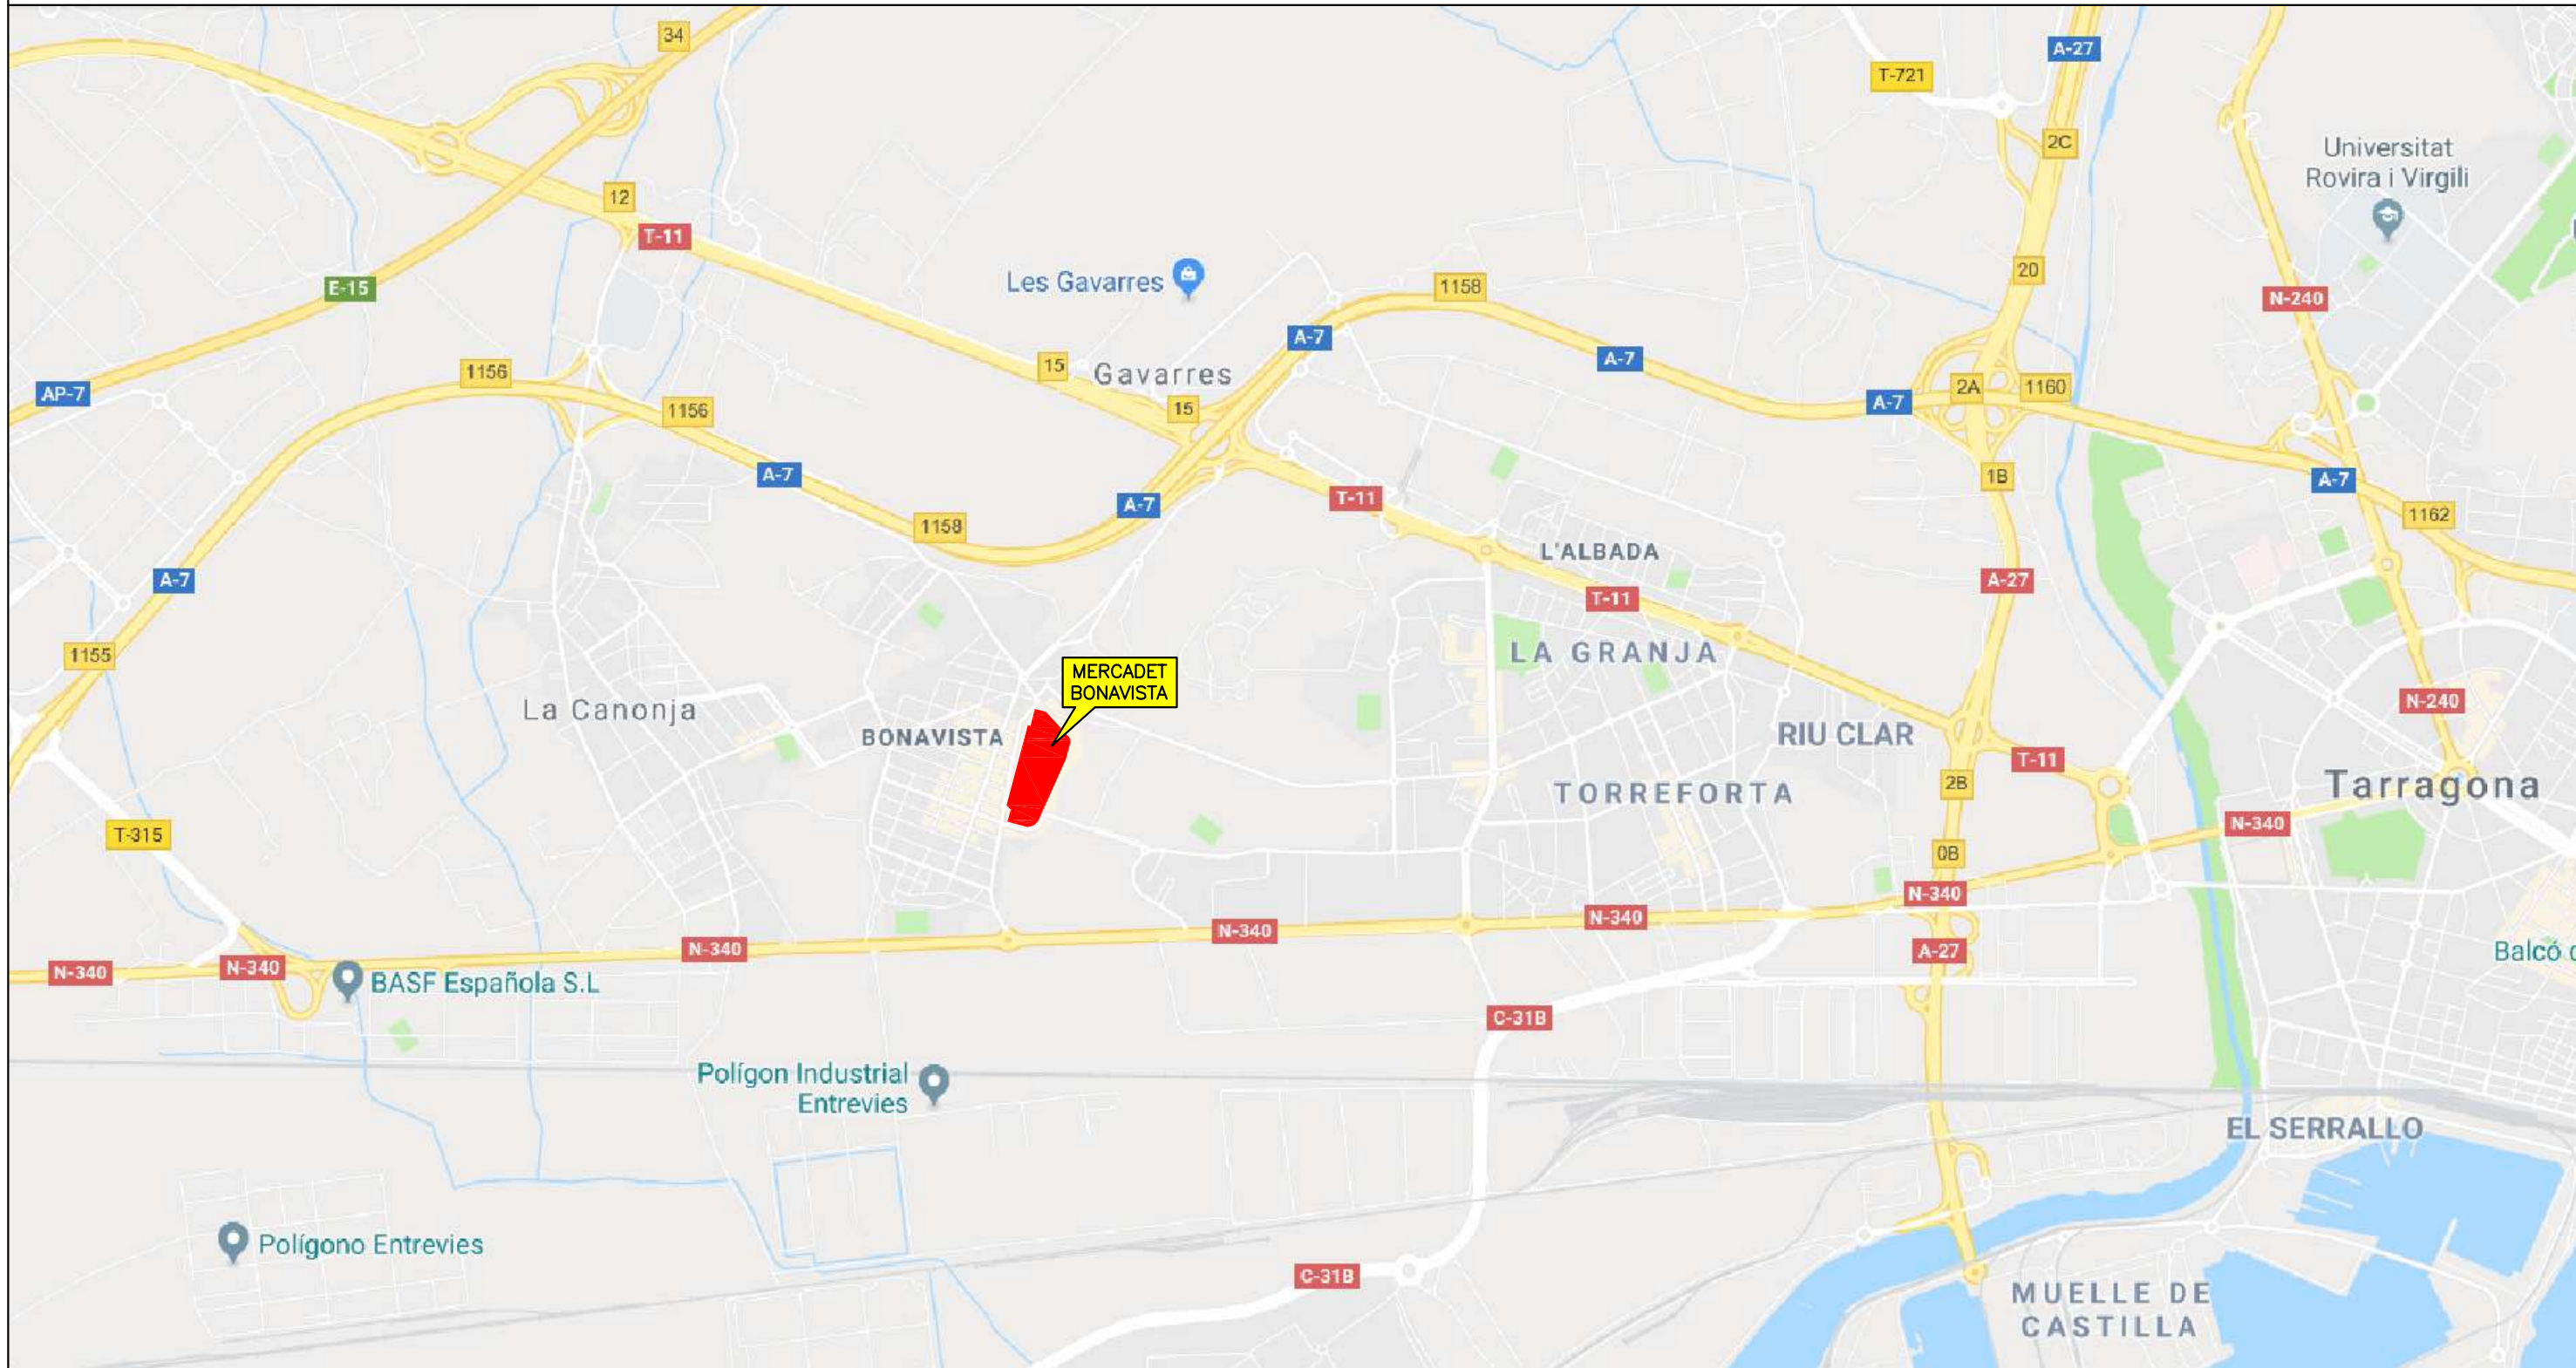 34
A-27
T-721
2C
Universitat
Rovira i Virgili
12
T-11
20
Les Gavarres
E-15
1158
N-240
A-7
A-7
15
Gavarres
1156
AP-7
2A
1160
A-7
1156
15
A-7
1B
A-7
T-11
A-7
1162
1158
L'ALBADA
A-7
A-27
T-11
1155
LA GRANJA
MERCADET
BONAVISTA
N-240
La Canonja
BONAVISTA
RIU CLAR
T-11
2B
Tarragona
TORREFORTA
T-315
N-340
0B
N-340
N-340
N-340
N-340
A-27
Balcó
N-340
N-340
BASF Española S.L
C-31B
Polígon Industrial
Entrevies
EL SERRALLO
Polígono Entrevies
C-31B
MUELLE DE
CASTILLA